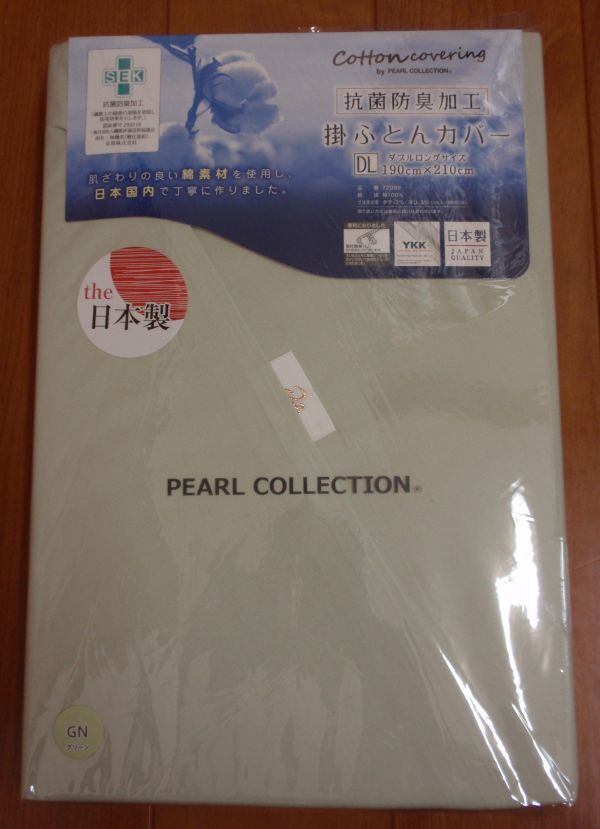 SEK
抗菌防臭加工
Cotton covering
by PEARL COLLECTION®
抗菌防臭加工
掛ふとんカバー
DL ダブルロングサイズ
190cm×210cm
肌ざわりの良い綿素材を使用し、
日本国内で丁寧に作りました。
YKK
日本製
JAPAN
QUALITY
the
日本製
PEARL COLLECTION®
GN
グリーン